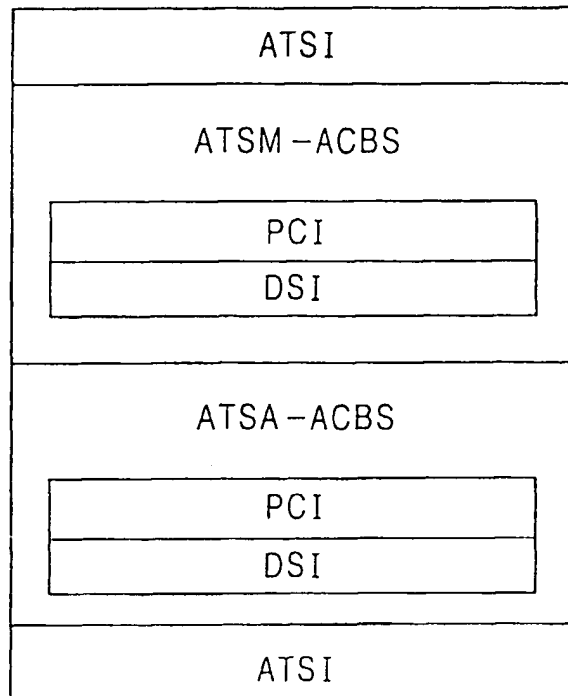 ATSI
ATSM-ACBS
PCI
DSI
ATSA-ACBS
PCI
DSI
ATSI